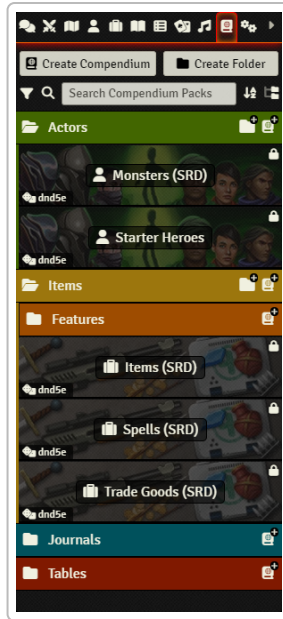 Create Compendium
Create Folder
Search Compendium Packs
Actors
Monsters (SRD)
dnd5e
Starter Heroes
dnd5e
Items
Features
Items (SRD)
dnd5e
Spells (SRD)
dnd5e
Trade Goods (SRD)
dnd5e
Journals
Tables